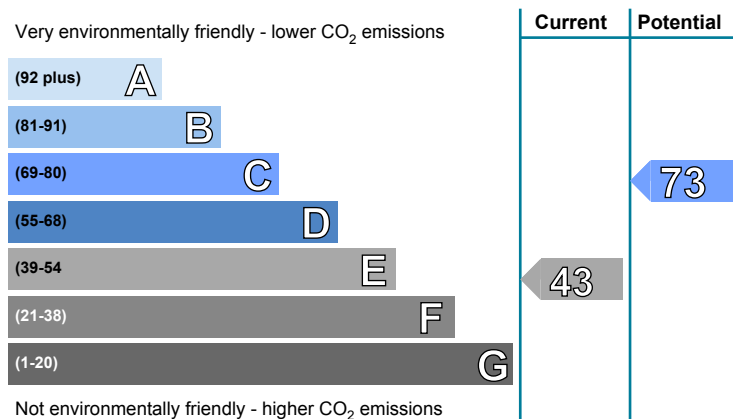 Current Potential
Very environmentally friendly - lower CO2 emissions
(92 plus) A
(81-91) B
(69-80) C
73
(55-68) D
(39-54 E
43
(21-38) F
(1-20) G
Not environmentally friendly - higher CO2 emissions